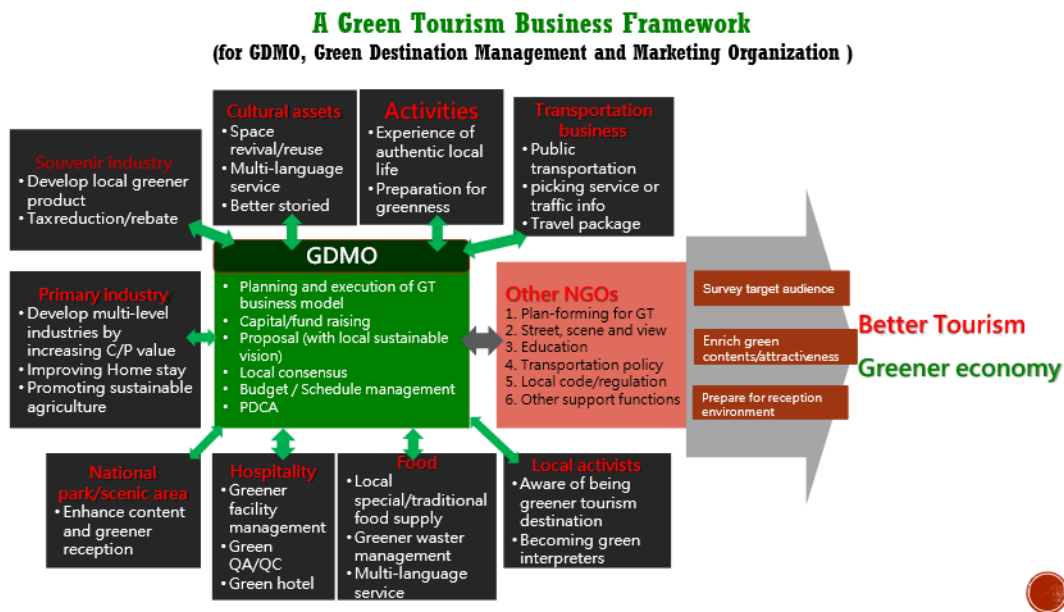 A Green Tourism Business Framework
(for GDMO, Green Destination Management and Marketing Organization )
Souvenir industry
• Develop local greener
product
• Tax reduction/rebate
Cultural assets
• Space
revival/reuse
• Multi-language
service
• Better storied
Activities
• Experience of
authentic local
life
• Preparation for
greenness
Transportation
business
• Public
transportation
• picking service or
traffic info
• Travel package
Primary industry
• Develop multi-level
industries by
increasing C/P value
• Improving Home stay
• Promoting sustainable
agriculture
GDMO
• Planning and execution of GT
business model
• Capital/fund raising
• Proposal (with local sustainable
vision)
• Local consensus
• Budget / Schedule management
• PDCA
Other NGOs
1. Plan-forming for GT
2. Street, scene and view
3. Education
4. Transportation policy
5. Local code/regulation
6. Other support functions
Survey target audience
Enrich green
contents/attractiveness
Prepare for reception
environment
Better Tourism
Greener economy
National
park/scenic area
• Enhance content
and greener
reception
Hospitality
• Greener
facility
management
• Green
QA/QC
• Green hotel
Food
• Local
special/traditional
food supply
• Greener waster
management
• Multi-language
service
Local activists
• Aware of being
greener tourism
destination
• Becoming green
interpreters